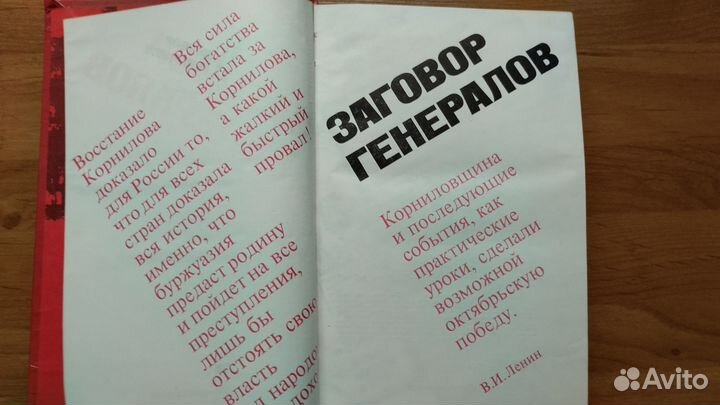 Вся сила
богатства
встала за
Корнилова,
а какой
жалкий и
быстрый
провал!
Восстание
Корнилова
доказало
для России то,
что для всех
стран доказала
вся история,
именно, что
буржуазия
предаст родину
и пойдет на все
преступления,
лишь бы
отстоять свою
власть
народо
дохо
ЗАГОВОР
ГЕНЕРАЛОВ
Корниловщина
и последующие
события, как
практические
уроки, сделали
возможной
октябрьскую
победу.
В.И. Ленин
Avito